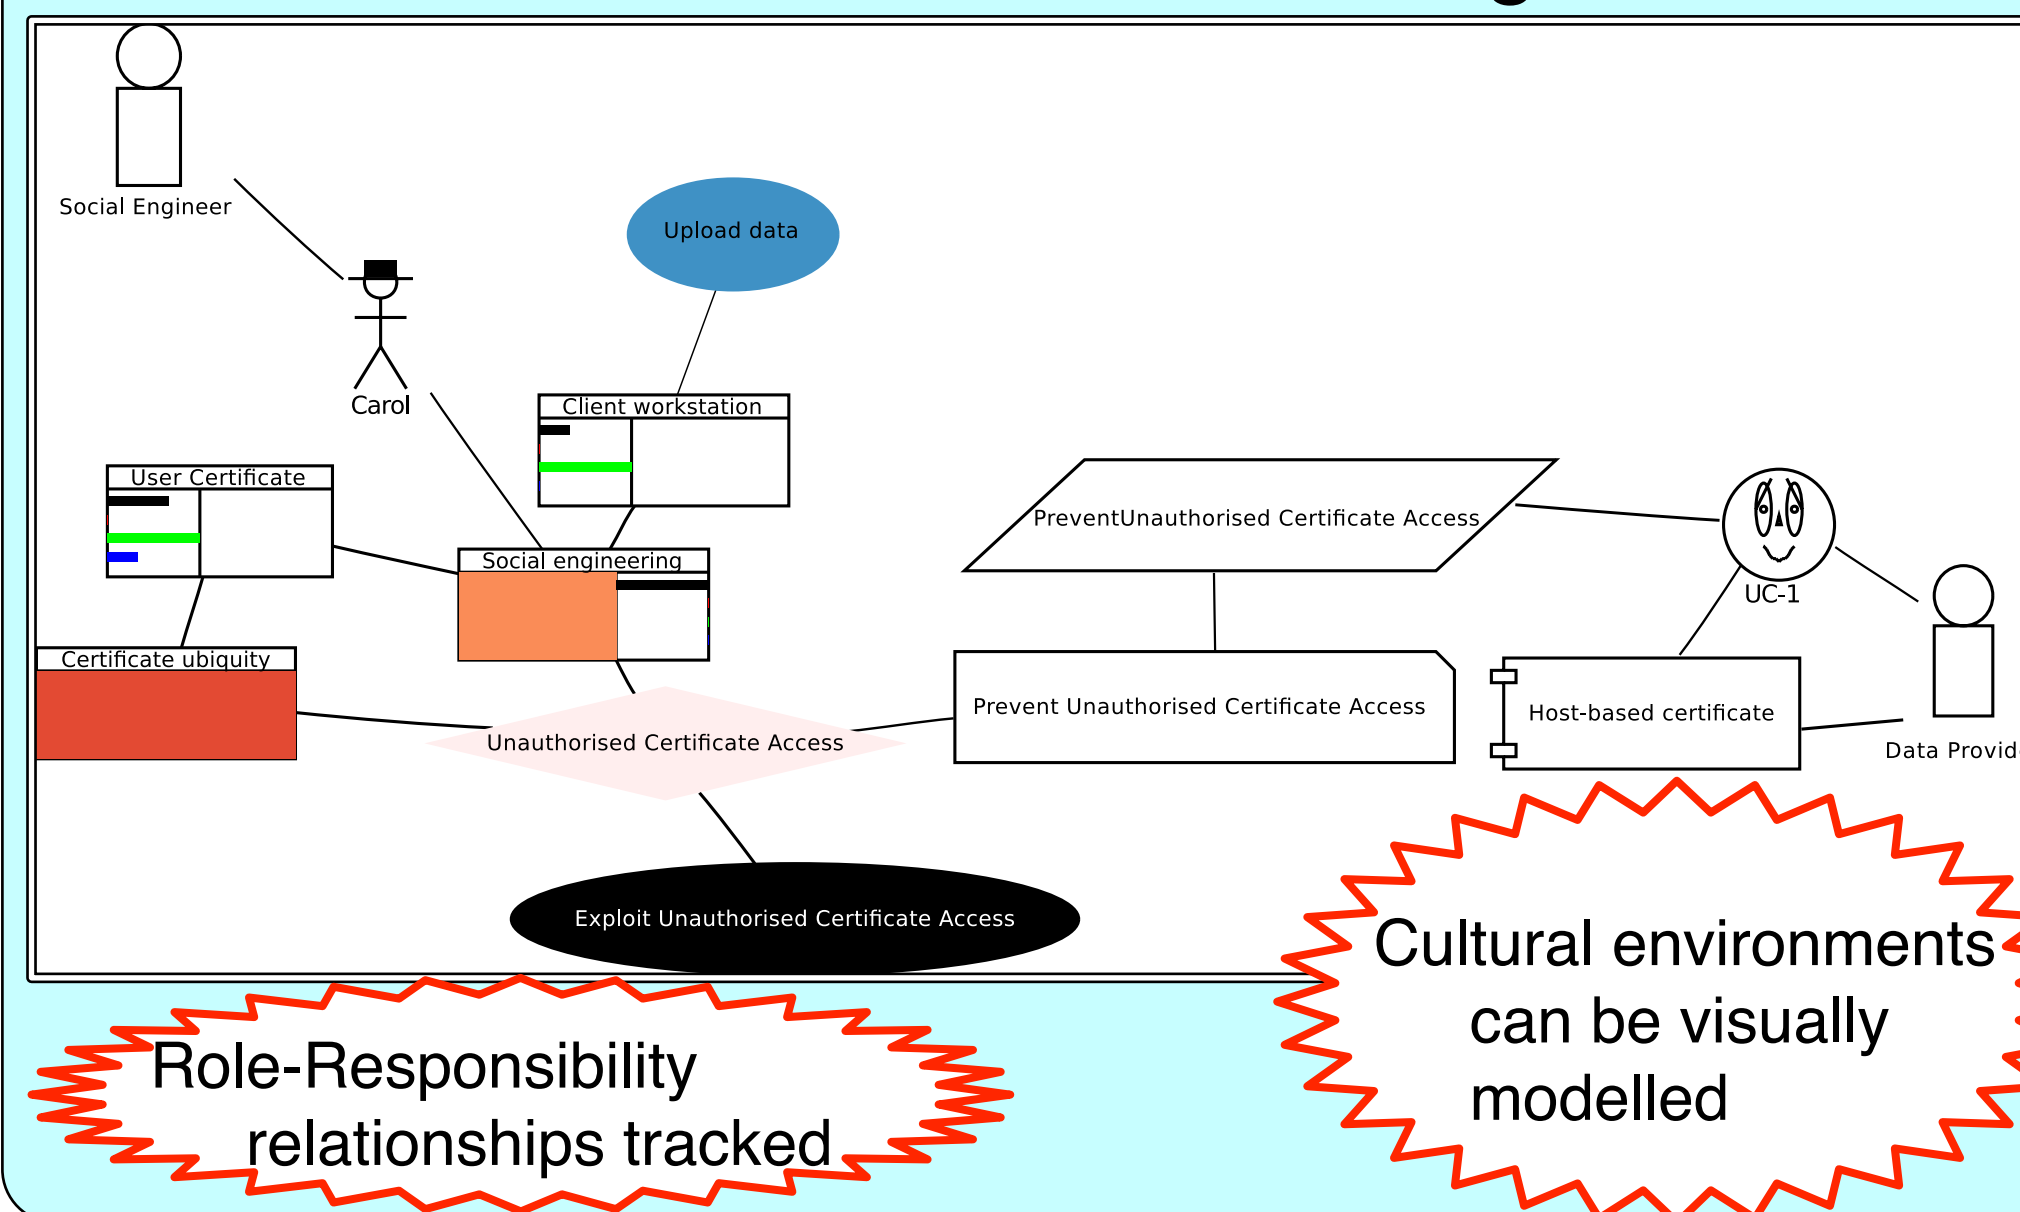 Social Engineer
Upload data
Carol
Client workstation
User Certificate
PreventUnauthorised Certificate Access
Social engineering
UC-1
Certificate ubiquity
Prevent Unauthorised Certificate Access
Host-based certificate
Unauthorised Certificate Access
Data Provid
Exploit Unauthorised Certificate Access
Cultural environments
can be visually
modelled
Role-Responsibility
relationships tracked